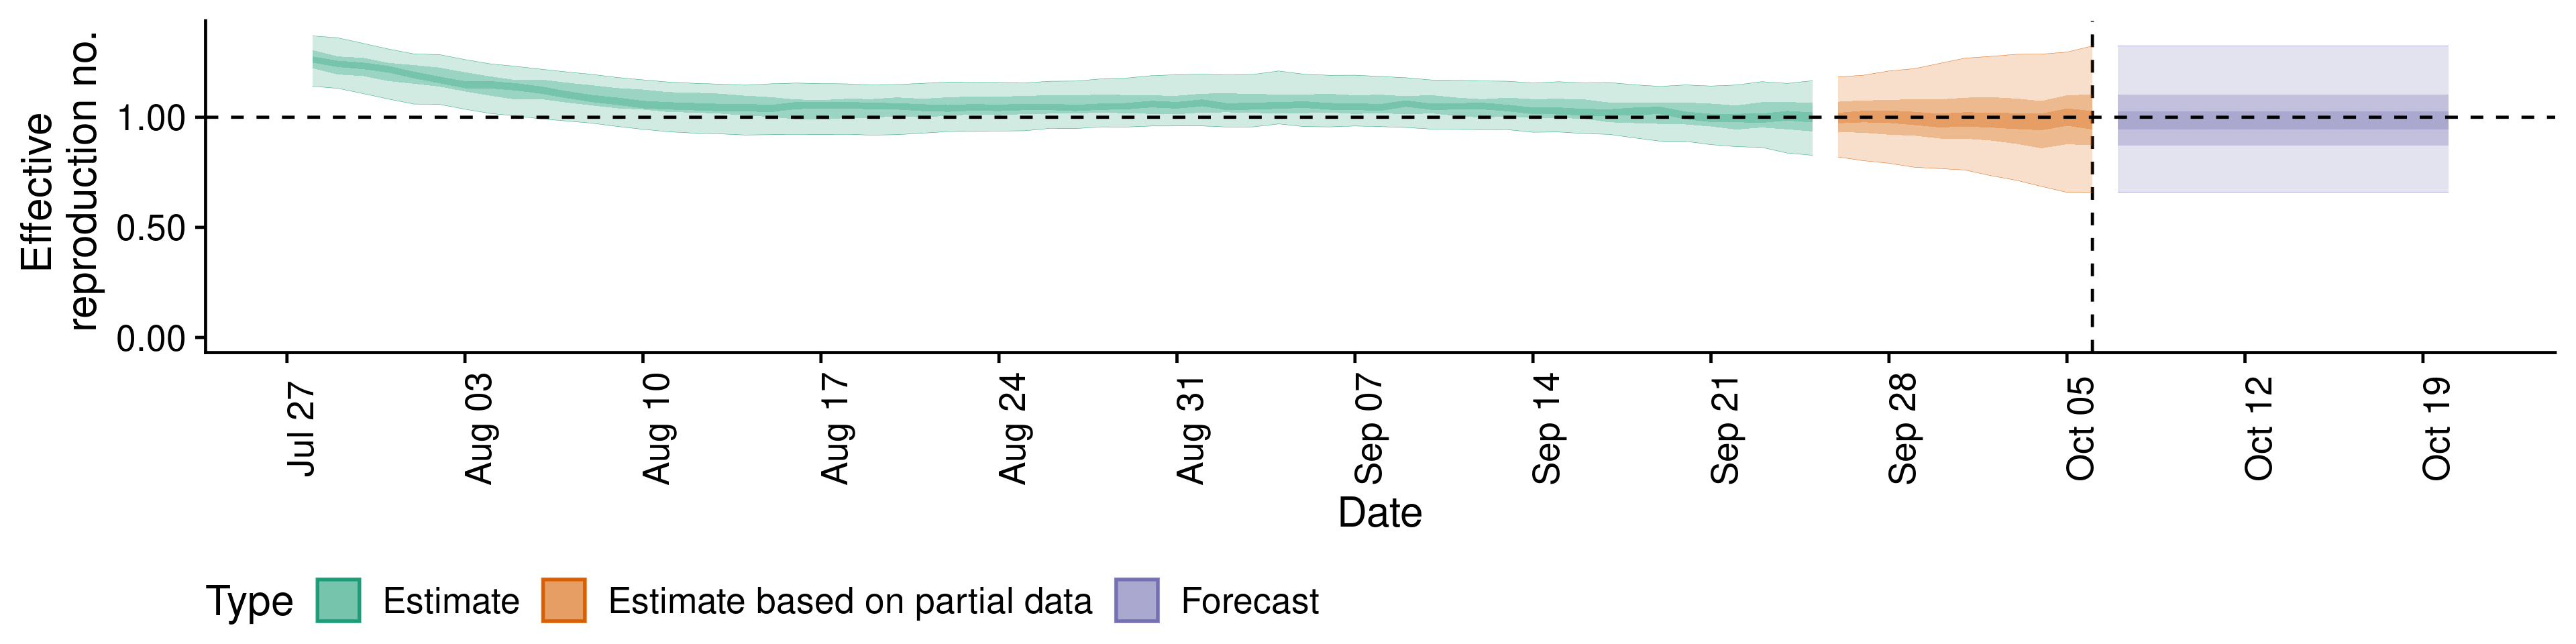 Effective
reproduction no.
1.00
0.50
0.00
Jul 27
Aug 03
Aug 10
Aug 17
Aug 24
Aug 31
Sep 07
Sep 14
Sep 21
Sep 28
Oct 05
Oct 12
Oct 19
Date
Type Estimate Estimate based on partial data Forecast